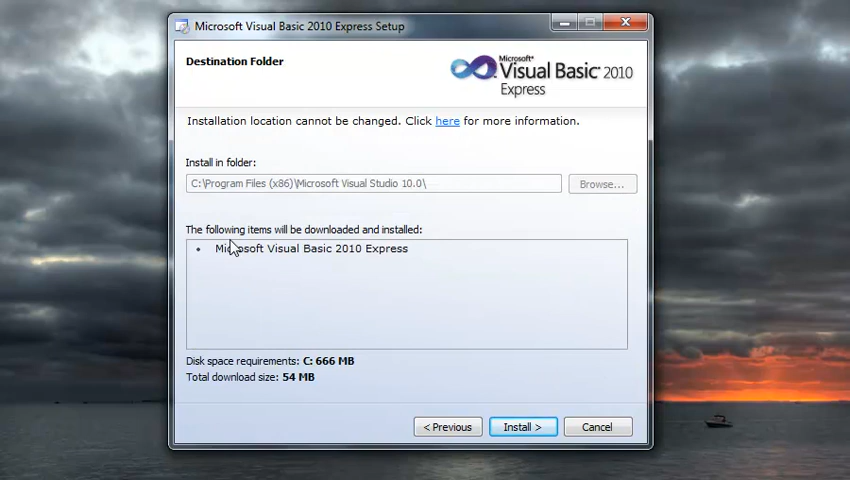 Microsoft Visual Basic 2010 Express Setup
Destination Folder
Microsoft®
Visual Basic® 2010
Express
Installation location cannot be changed. Click here for more information.
Install in folder:
C:\Program Files (x86)\Microsoft Visual Studio 10.0\
Browse...
The following items will be downloaded and installed:
• Microsoft Visual Basic 2010 Express
Disk space requirements: C: 666 MB
Total download size: 54 MB
< Previous
Install >
Cancel